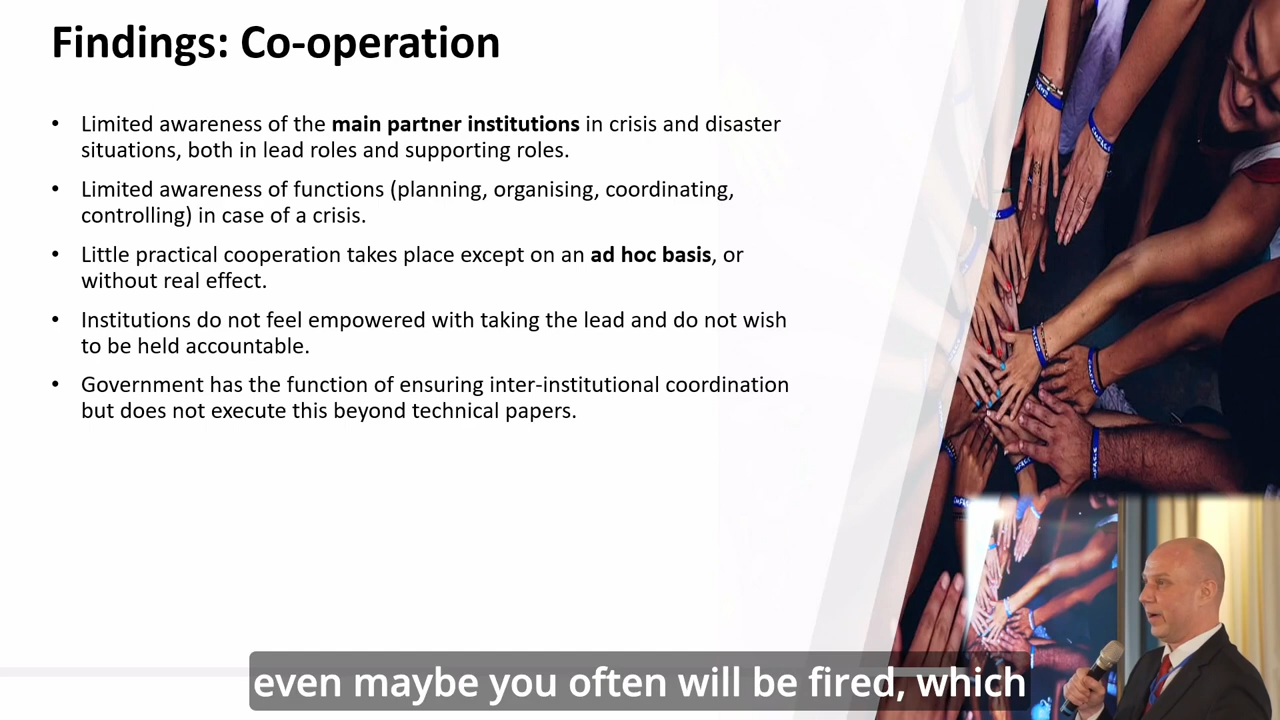 Findings: Co-operation
• Limited awareness of the main partner institutions in crisis and disaster
situations, both in lead roles and supporting roles.
• Limited awareness of functions (planning, organising, coordinating,
controlling) in case of a crisis.
• Little practical cooperation takes place except on an ad hoc basis, or
without real effect.
• Institutions do not feel empowered with taking the lead and do not wish
to be held accountable.
• Government has the function of ensuring inter-institutional coordination
but does not execute this beyond technical papers.
even maybe you often will be fired, which